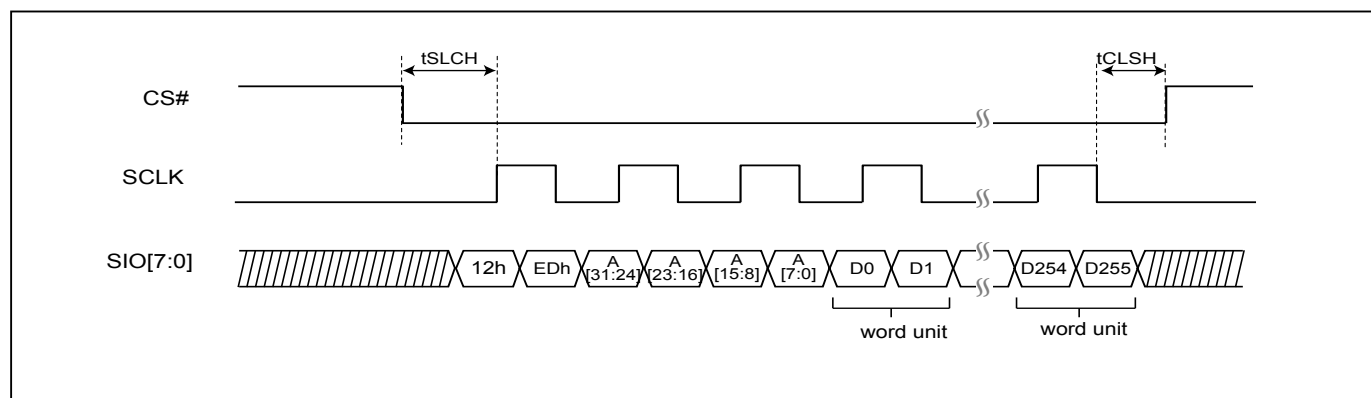 tSLCH
tCLSH
CS#
SCLK
SIO[7:0]
12h
EDh
A
[31:24]
A
[23:16]
A
[15:8]
A
[7:0]
D0
D1
D254
D255
word unit
word unit